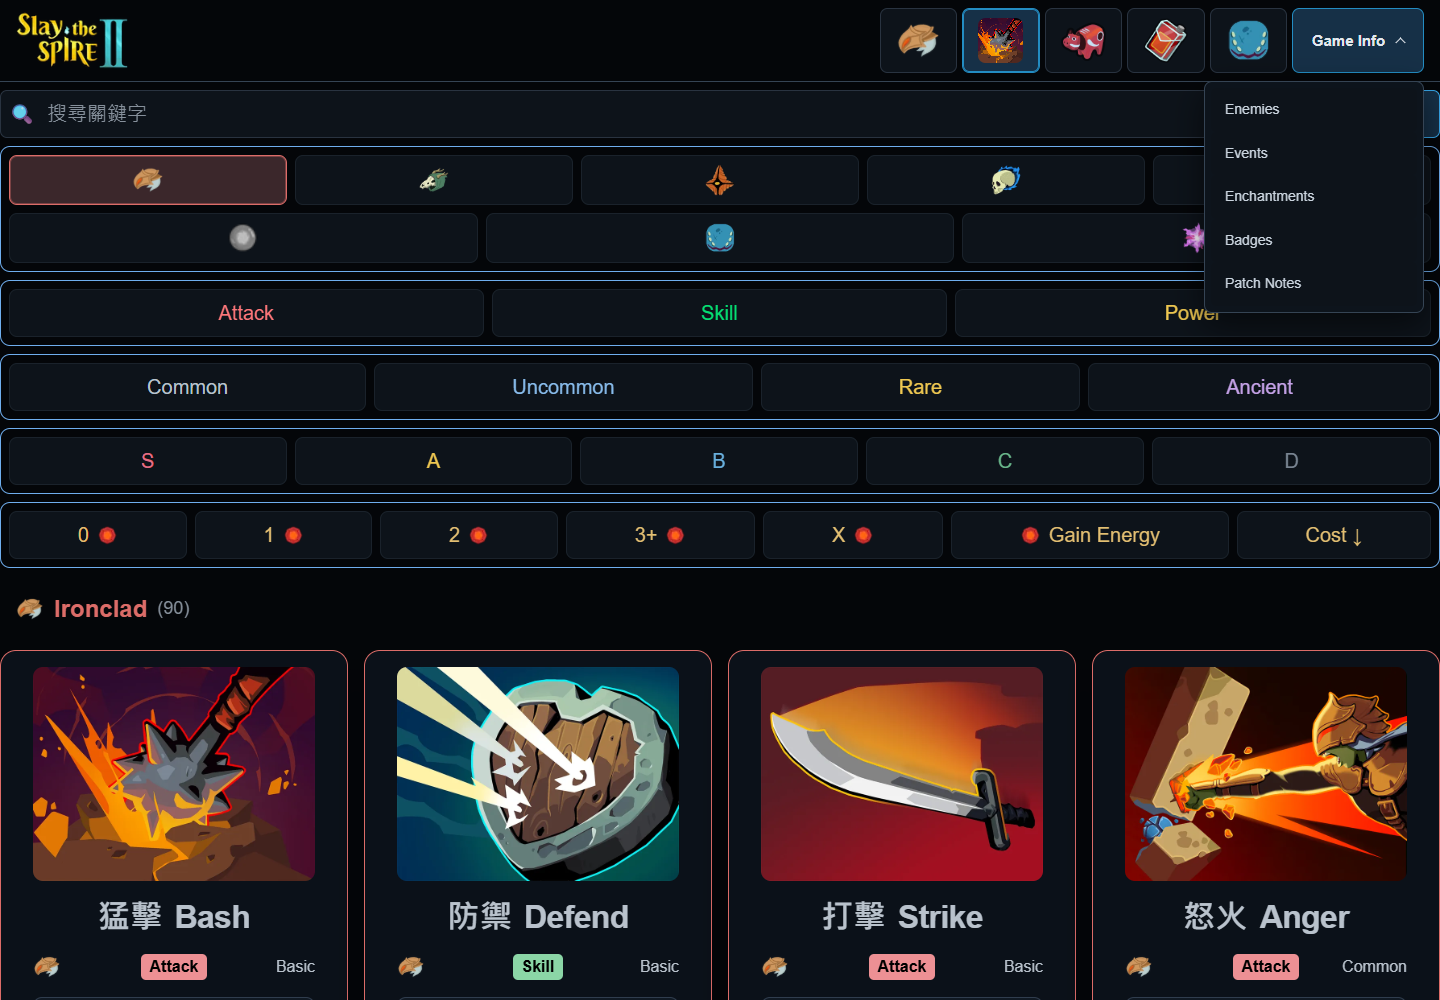 Slay the
SPIRE II
Game Info
Enemies
Events
Enchantments
Badges
Patch Notes
搜尋關鍵字
Attack
Skill
Power
Common
Uncommon
Rare
Ancient
S
A
B
C
D
0
1
2
3+
X
Gain Energy
Cost ↓
Ironclad (90)
猛擊 Bash
Attack
Basic
防禦 Defend
Skill
Basic
打擊 Strike
Attack
Basic
怒火 Anger
Attack
Common